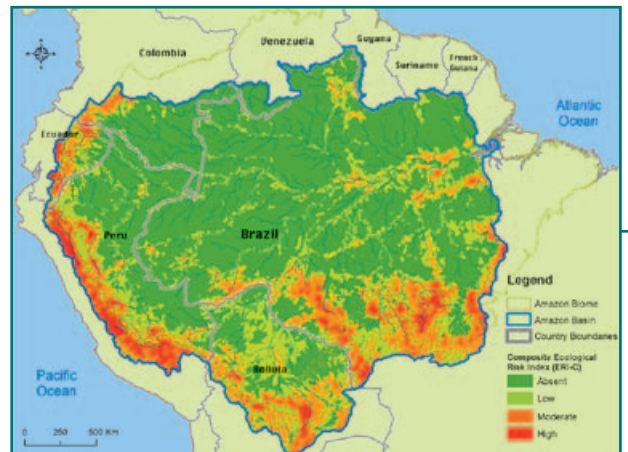 Colombia
Venezuela
Guyana
Suriname
French
Guiana
Atlantic
Ocean
Ecuador
Peru
Brazil
Bolivia
Pacific
Ocean
0 250 500 Km
Legend
Amazon Biome
Amazon Basin
Country Boundaries
Composite Ecological
Risk Index (ERI-C)
Absent
Low
Moderate
High